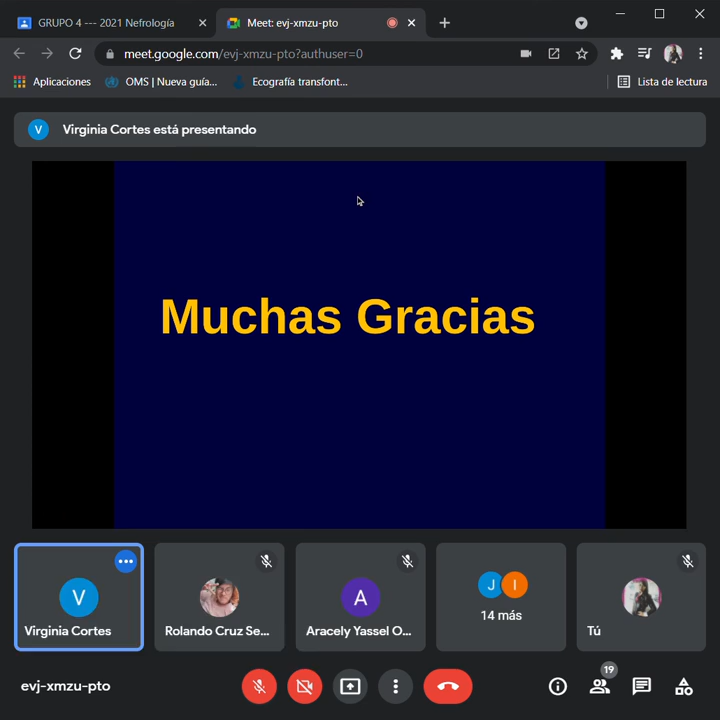 GRUPO 4 --- 2021 Nefrología
Meet: evj-xmzu-pto
meet.google.com/evj-xmzu-pto?authuser=0
Aplicaciones
OMS | Nueva guía...
Ecografía transfont...
Lista de lectura
V
Virginia Cortes está presentando
Muchas Gracias
V
Virginia Cortes
Rolando Cruz Se...
A
Aracely Yassel O...
J I
14 más
Tú
evj-xmzu-pto
19